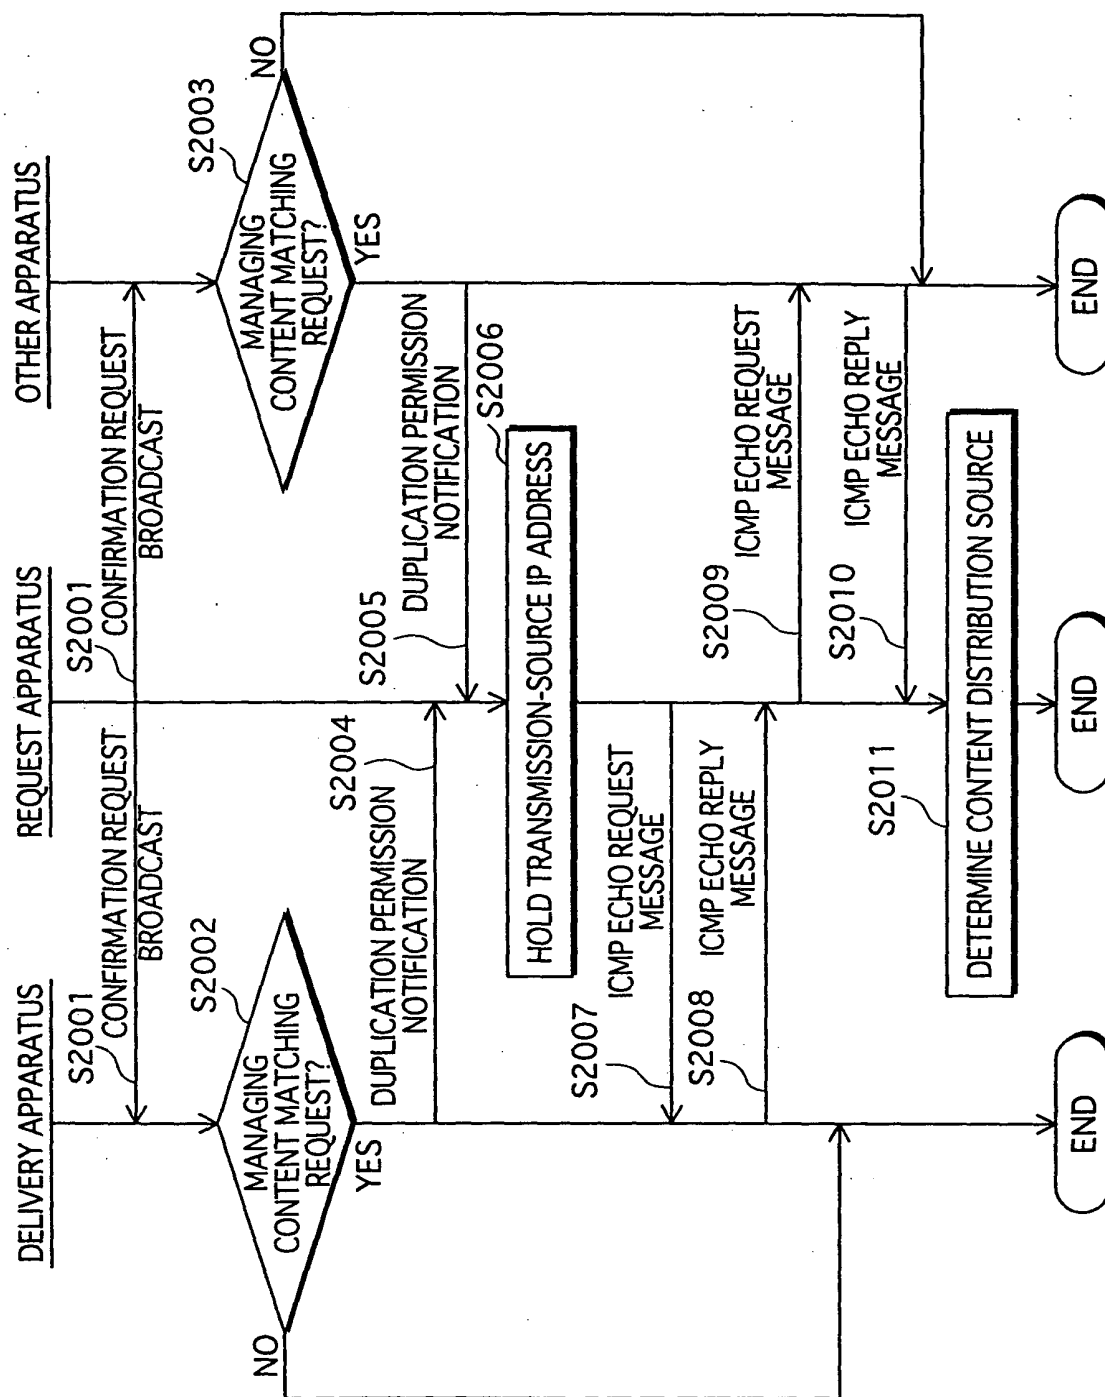 DELIVERY APPARATUS
REQUEST APPARATUS
OTHER APPARATUS
S2001
CONFIRMATION REQUEST
BROADCAST
S2001
CONFIRMATION REQUEST
BROADCAST
S2002
MANAGING
CONTENT MATCHING
REQUEST?
NO
YES
S2003
MANAGING
CONTENT MATCHING
REQUEST?
NO
YES
DUPLICATION PERMISSION
NOTIFICATION
S2004
S2005
DUPLICATION PERMISSION
NOTIFICATION
S2006
HOLD TRANSMISSION-SOURCE IP ADDRESS
S2007
ICMP ECHO REQUEST
MESSAGE
S2008
ICMP ECHO REPLY
MESSAGE
S2009
ICMP ECHO REQUEST
MESSAGE
S2010
ICMP ECHO REPLY
MESSAGE
S2011
DETERMINE CONTENT DISTRIBUTION SOURCE
END
END
END